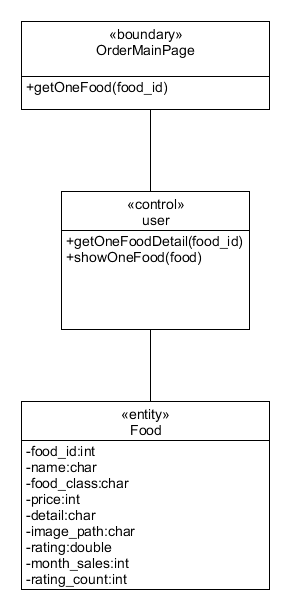 «boundary»
OrderMainPage
+getOneFood(food_id)
«control»
user
+getOneFoodDetail(food_id)
+showOneFood(food)
«entity»
Food
-food_id:int
-name:char
-food_class:char
-price:int
-detail:char
-image_path:char
-rating:double
-month_sales:int
-rating_count:int